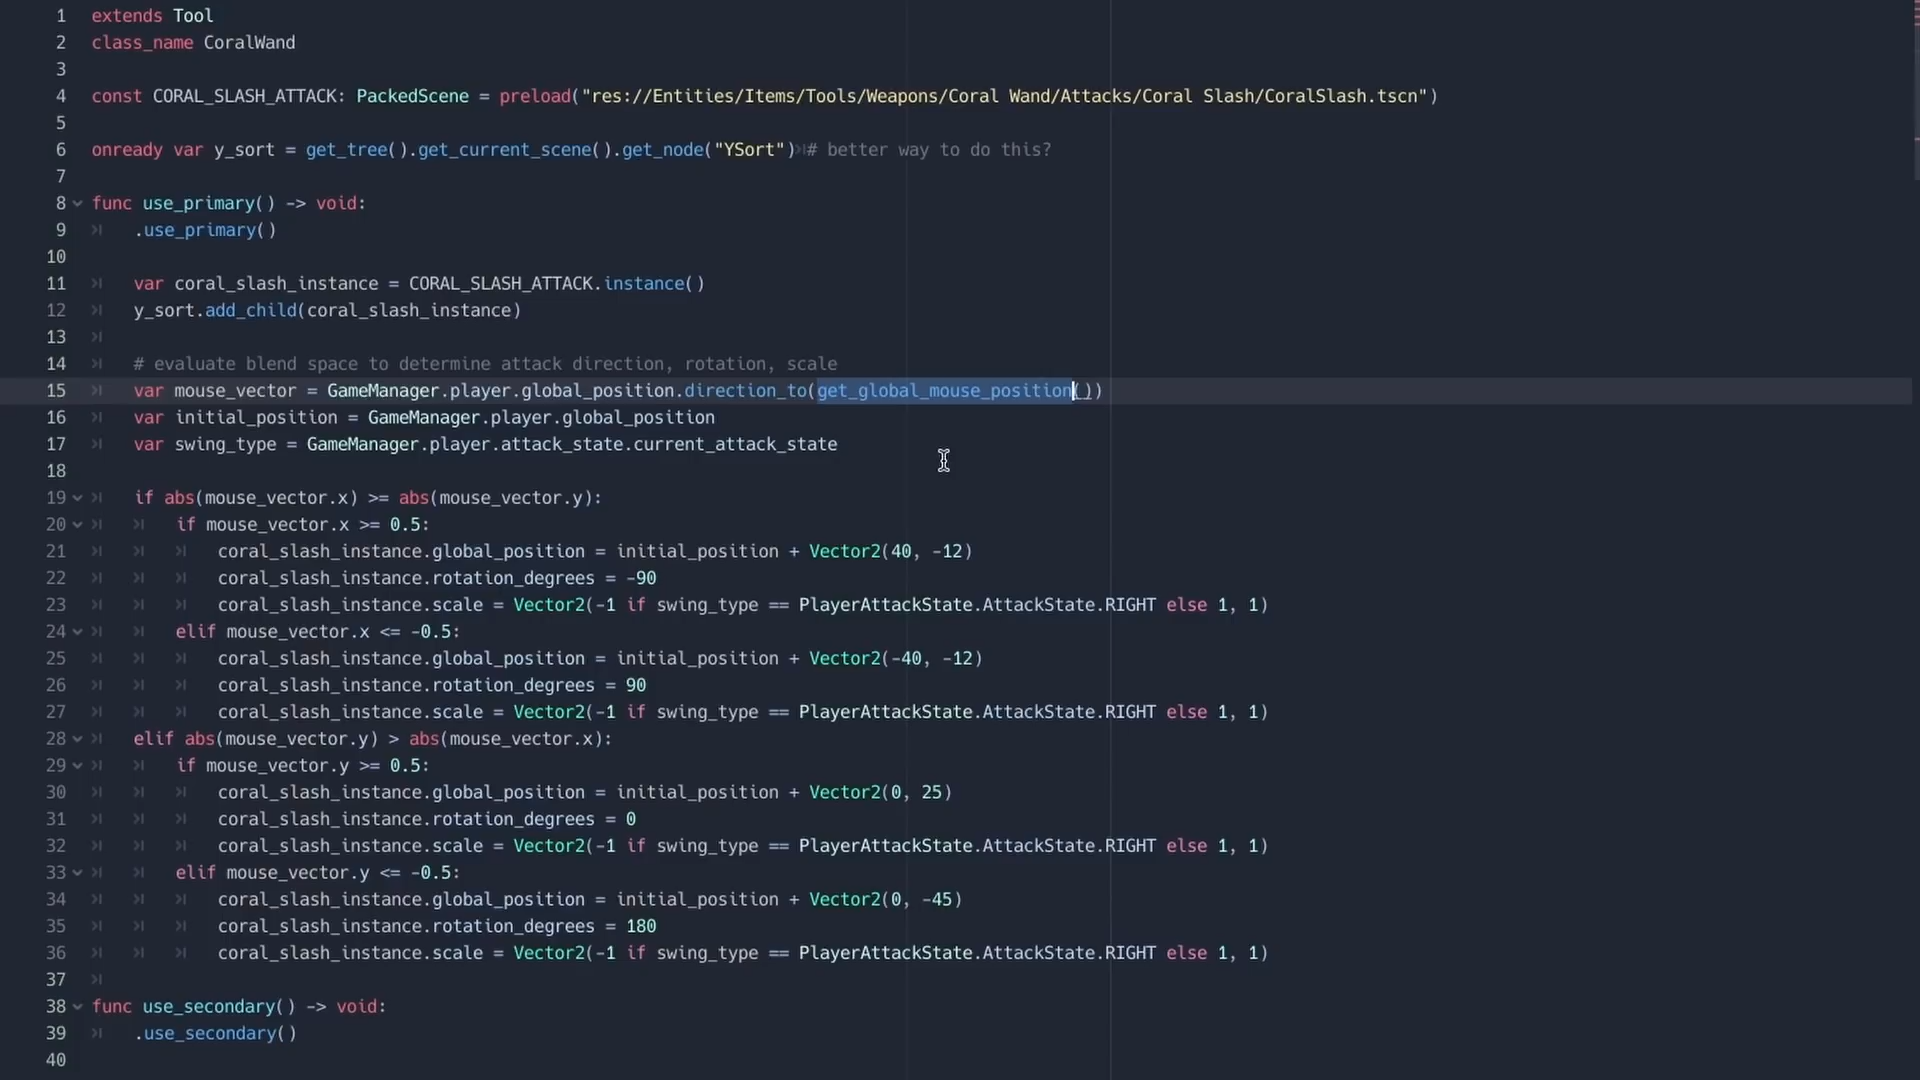 1 extends Tool
2 class_name CoralWand
3
4 const CORAL_SLASH_ATTACK: PackedScene = preload("res://Entities/Items/Tools/Weapons/Coral Wand/Attacks/Coral Slash/CoralSlash.tscn")
5
6 onready var y_sort = get_tree().get_current_scene().get_node("YSort") # better way to do this?
7
8 func use_primary() -> void:
9 .use_primary()
10
11 var coral_slash_instance = CORAL_SLASH_ATTACK.instance()
12 y_sort.add_child(coral_slash_instance)
13
14 # evaluate blend space to determine attack direction, rotation, scale
15 var mouse_vector = GameManager.player.global_position.direction_to(get_global_mouse_position())
16 var initial_position = GameManager.player.global_position
17 var swing_type = GameManager.player.attack_state.current_attack_state
18
19 if abs(mouse_vector.x) >= abs(mouse_vector.y):
20 if mouse_vector.x >= 0.5:
21 coral_slash_instance.global_position = initial_position + Vector2(40, -12)
22 coral_slash_instance.rotation_degrees = -90
23 coral_slash_instance.scale = Vector2(-1 if swing_type == PlayerAttackState.AttackState.RIGHT else 1, 1)
24 elif mouse_vector.x <= -0.5:
25 coral_slash_instance.global_position = initial_position + Vector2(-40, -12)
26 coral_slash_instance.rotation_degrees = 90
27 coral_slash_instance.scale = Vector2(-1 if swing_type == PlayerAttackState.AttackState.RIGHT else 1, 1)
28 elif abs(mouse_vector.y) > abs(mouse_vector.x):
29 if mouse_vector.y >= 0.5:
30 coral_slash_instance.global_position = initial_position + Vector2(0, 25)
31 coral_slash_instance.rotation_degrees = 0
32 coral_slash_instance.scale = Vector2(-1 if swing_type == PlayerAttackState.AttackState.RIGHT else 1, 1)
33 elif mouse_vector.y <= -0.5:
34 coral_slash_instance.global_position = initial_position + Vector2(0, -45)
35 coral_slash_instance.rotation_degrees = 180
36 coral_slash_instance.scale = Vector2(-1 if swing_type == PlayerAttackState.AttackState.RIGHT else 1, 1)
37
38 func use_secondary() -> void:
39 .use_secondary()
40